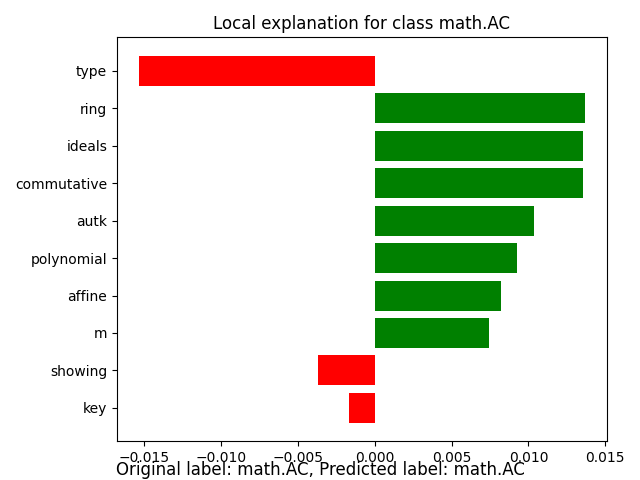 Local explanation for class math.AC
type
ring
ideals
commutative
autk
polynomial
affine
m
showing
key
−0.015 −0.010 −0.005 0.000 0.005 0.010 0.015
Original label: math.AC, Predicted label: math.AC